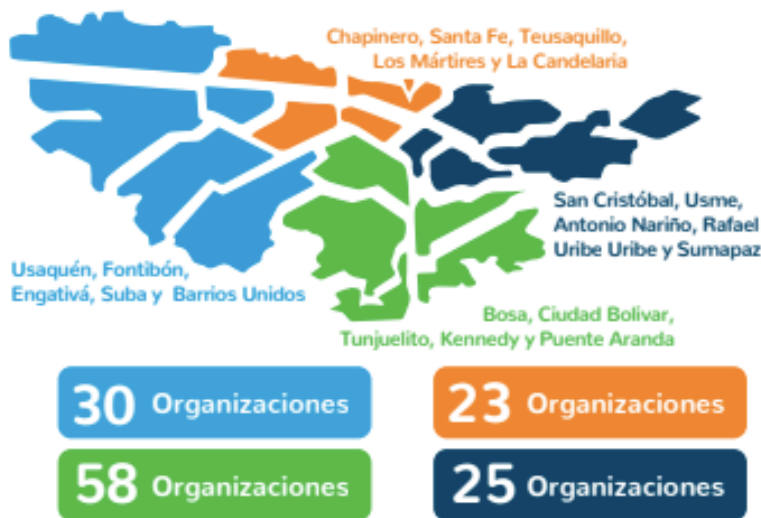 Chapinero, Santa Fe, Teusaquillo,
Los Mártires y La Candelaria
San Cristóbal, Usme,
Antonio Nariño, Rafael
Uribe Uribe y Sumapaz
Usaquén, Fontibón,
Engativá, Suba y Barrios Unidos
Bosa, Ciudad Bolivar,
Tunjuelito, Kennedy y Puente Aranda
30 Organizaciones
23 Organizaciones
58 Organizaciones
25 Organizaciones